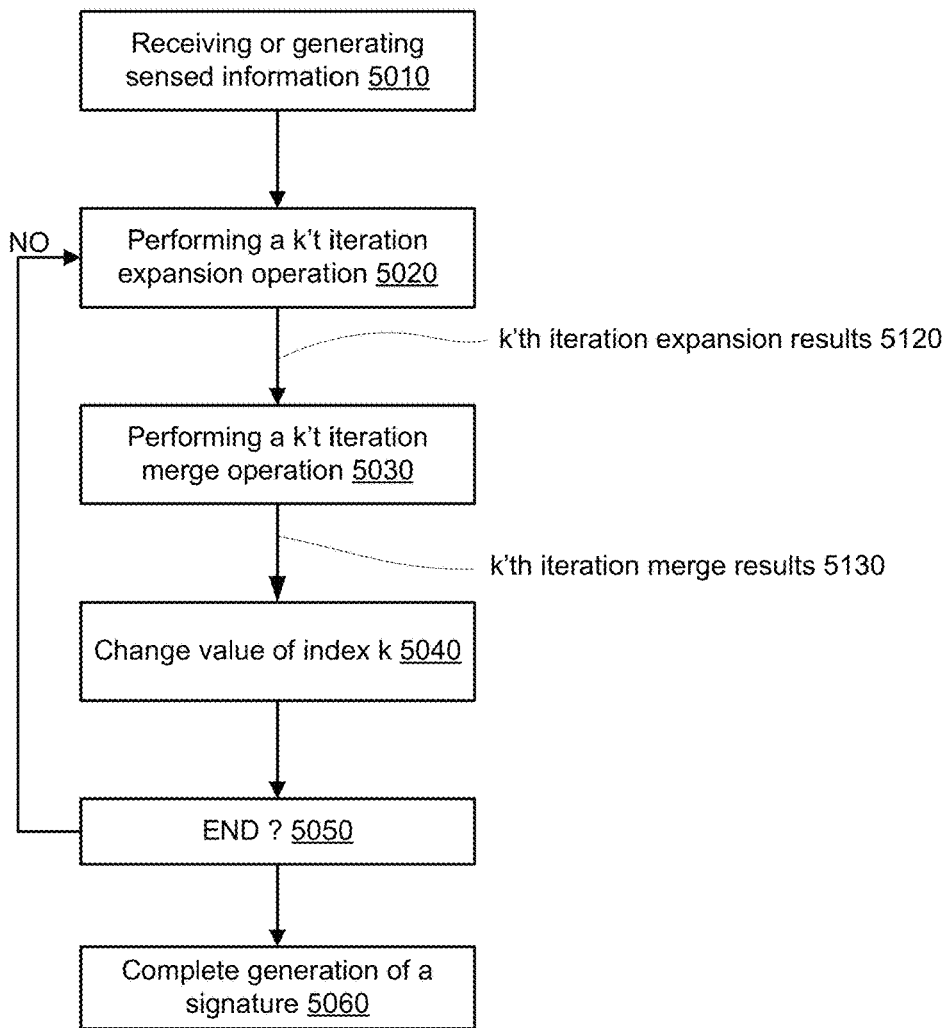 Receiving or generating
sensed information 5010
NO
Performing a k't iteration
expansion operation 5020
k'th iteration expansion results 5120
Performing a k't iteration
merge operation 5030
k'th iteration merge results 5130
Change value of index k 5040
END ? 5050
Complete generation of a
signature 5060